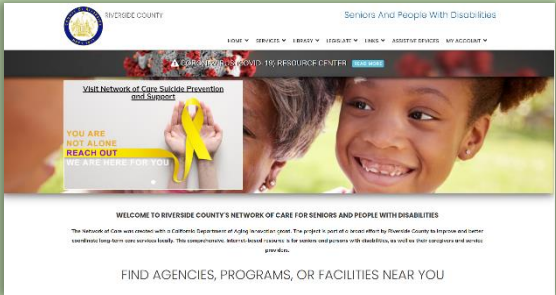 RIVERSIDE COUNTY
Seniors And People With Disabilities
HOME SERVICES LIBRARY LEGISLATE LINKS ASSISTIVE DEVICES MY ACCOUNT
CORONAVIRUS (COVID-19) RESOURCE CENTER READ MORE
Visit Network of Care Suicide Prevention
and Support
YOU ARE
NOT ALONE
REACH OUT
WE ARE HERE FOR YOU
WELCOME TO RIVERSIDE COUNTY'S NETWORK OF CARE FOR SENIORS AND PEOPLE WITH DISABILITIES
The Network of Care was created with a California Department of Aging Innovation grant. The project is part of a broad effort by Riverside County to improve and better
coordinate long-term care services locally. This comprehensive, Internet-based resource is for seniors and persons with disabilities, as well as their caregivers and service
providers.
FIND AGENCIES, PROGRAMS, OR FACILITIES NEAR YOU